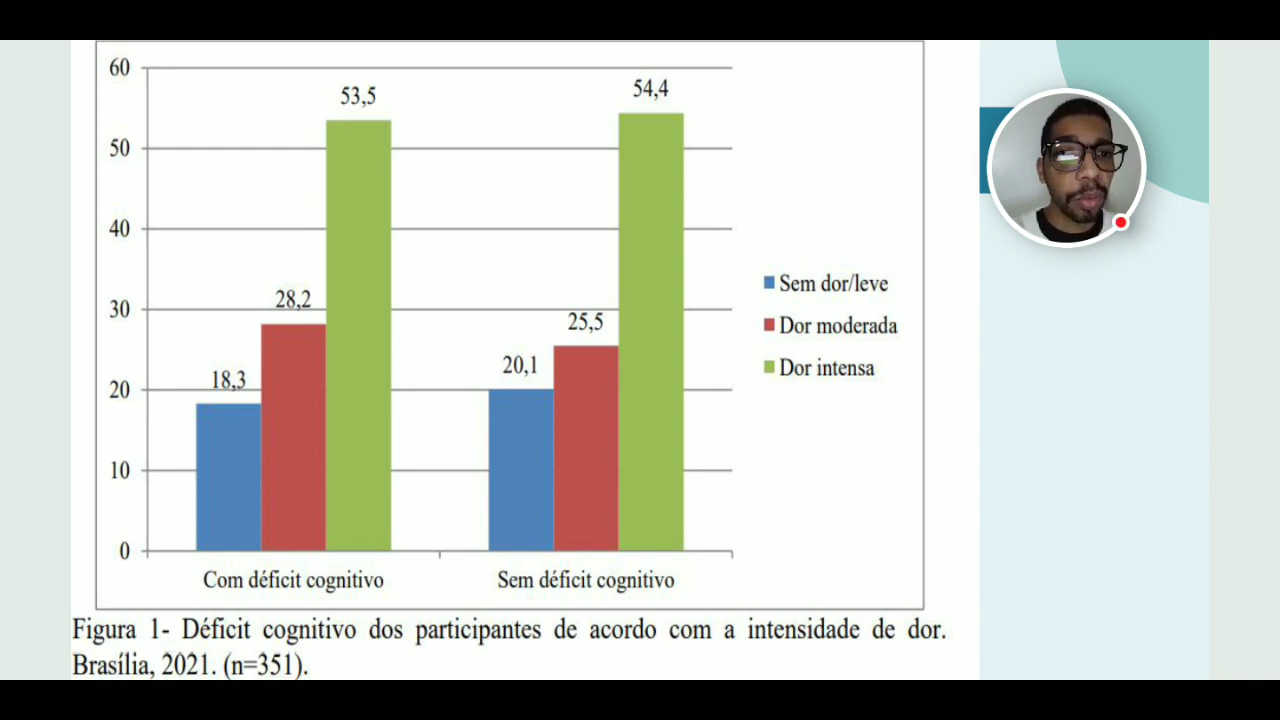 60
50
40
30
20
10
0
18,3
28,2
53,5
20,1
25,5
54,4
Com déficit cognitivo
Sem déficit cognitivo
Sem dor/leve
Dor moderada
Dor intensa
Figura 1- Déficit cognitivo dos participantes de acordo com a intensidade de dor.
Brasília, 2021. (n=351).